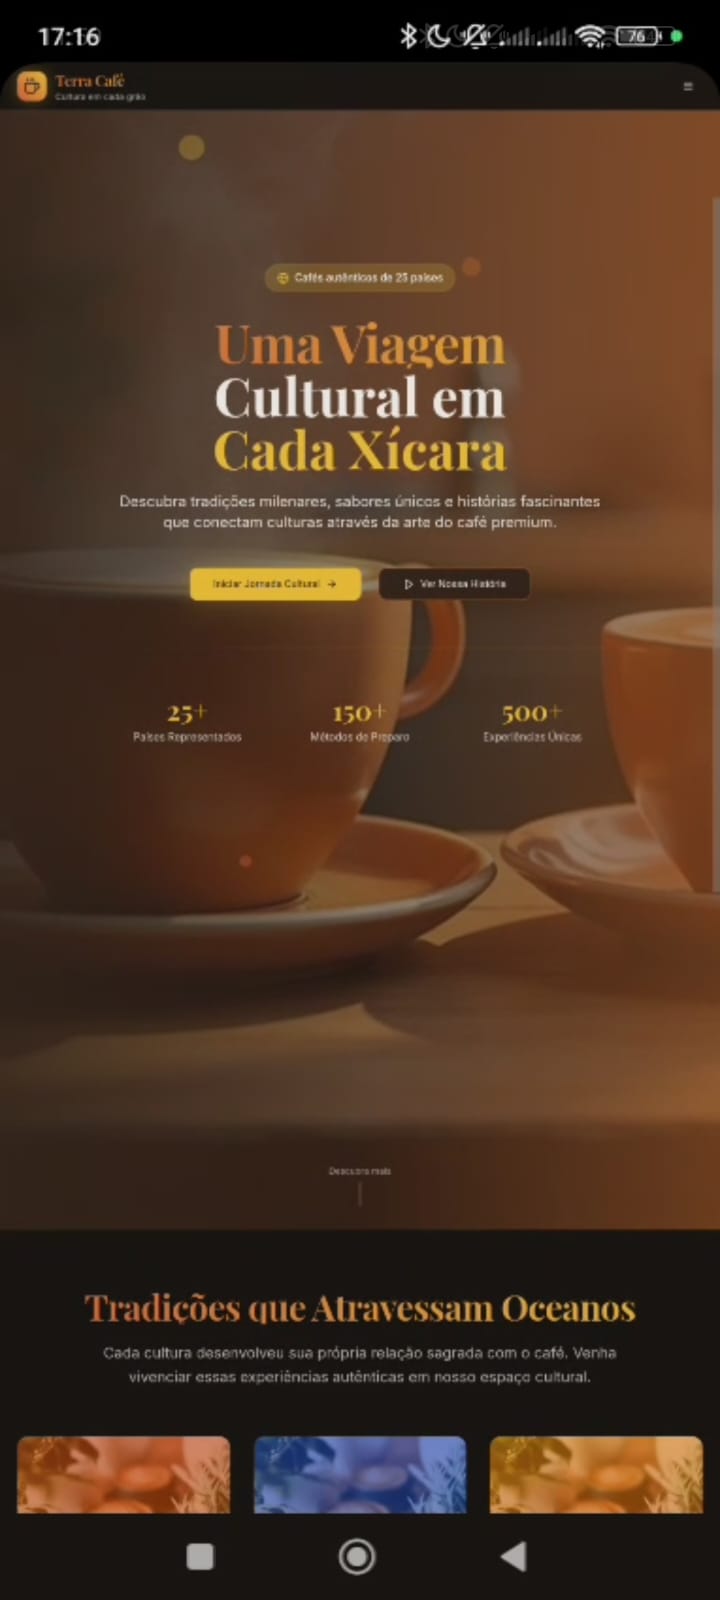 17:16
76
Terra Café
Cultura em cada grão
Cafés autênticos de 25 países
Uma Viagem
Cultural em
Cada Xícara
Descubra tradições milenares, sabores únicos e histórias fascinantes
que conectam culturas através da arte do café premium.
Iniciar Jornada Cultural →
Ver Nossa História
25+
150+
500+
Países Representados
Métodos de Preparo
Experiências Únicas
Descubra mais
Tradições que Atravessam Oceanos
Cada cultura desenvolveu sua própria relação sagrada com o café. Venha
vivenciar essas experiências autênticas em nosso espaço cultural.